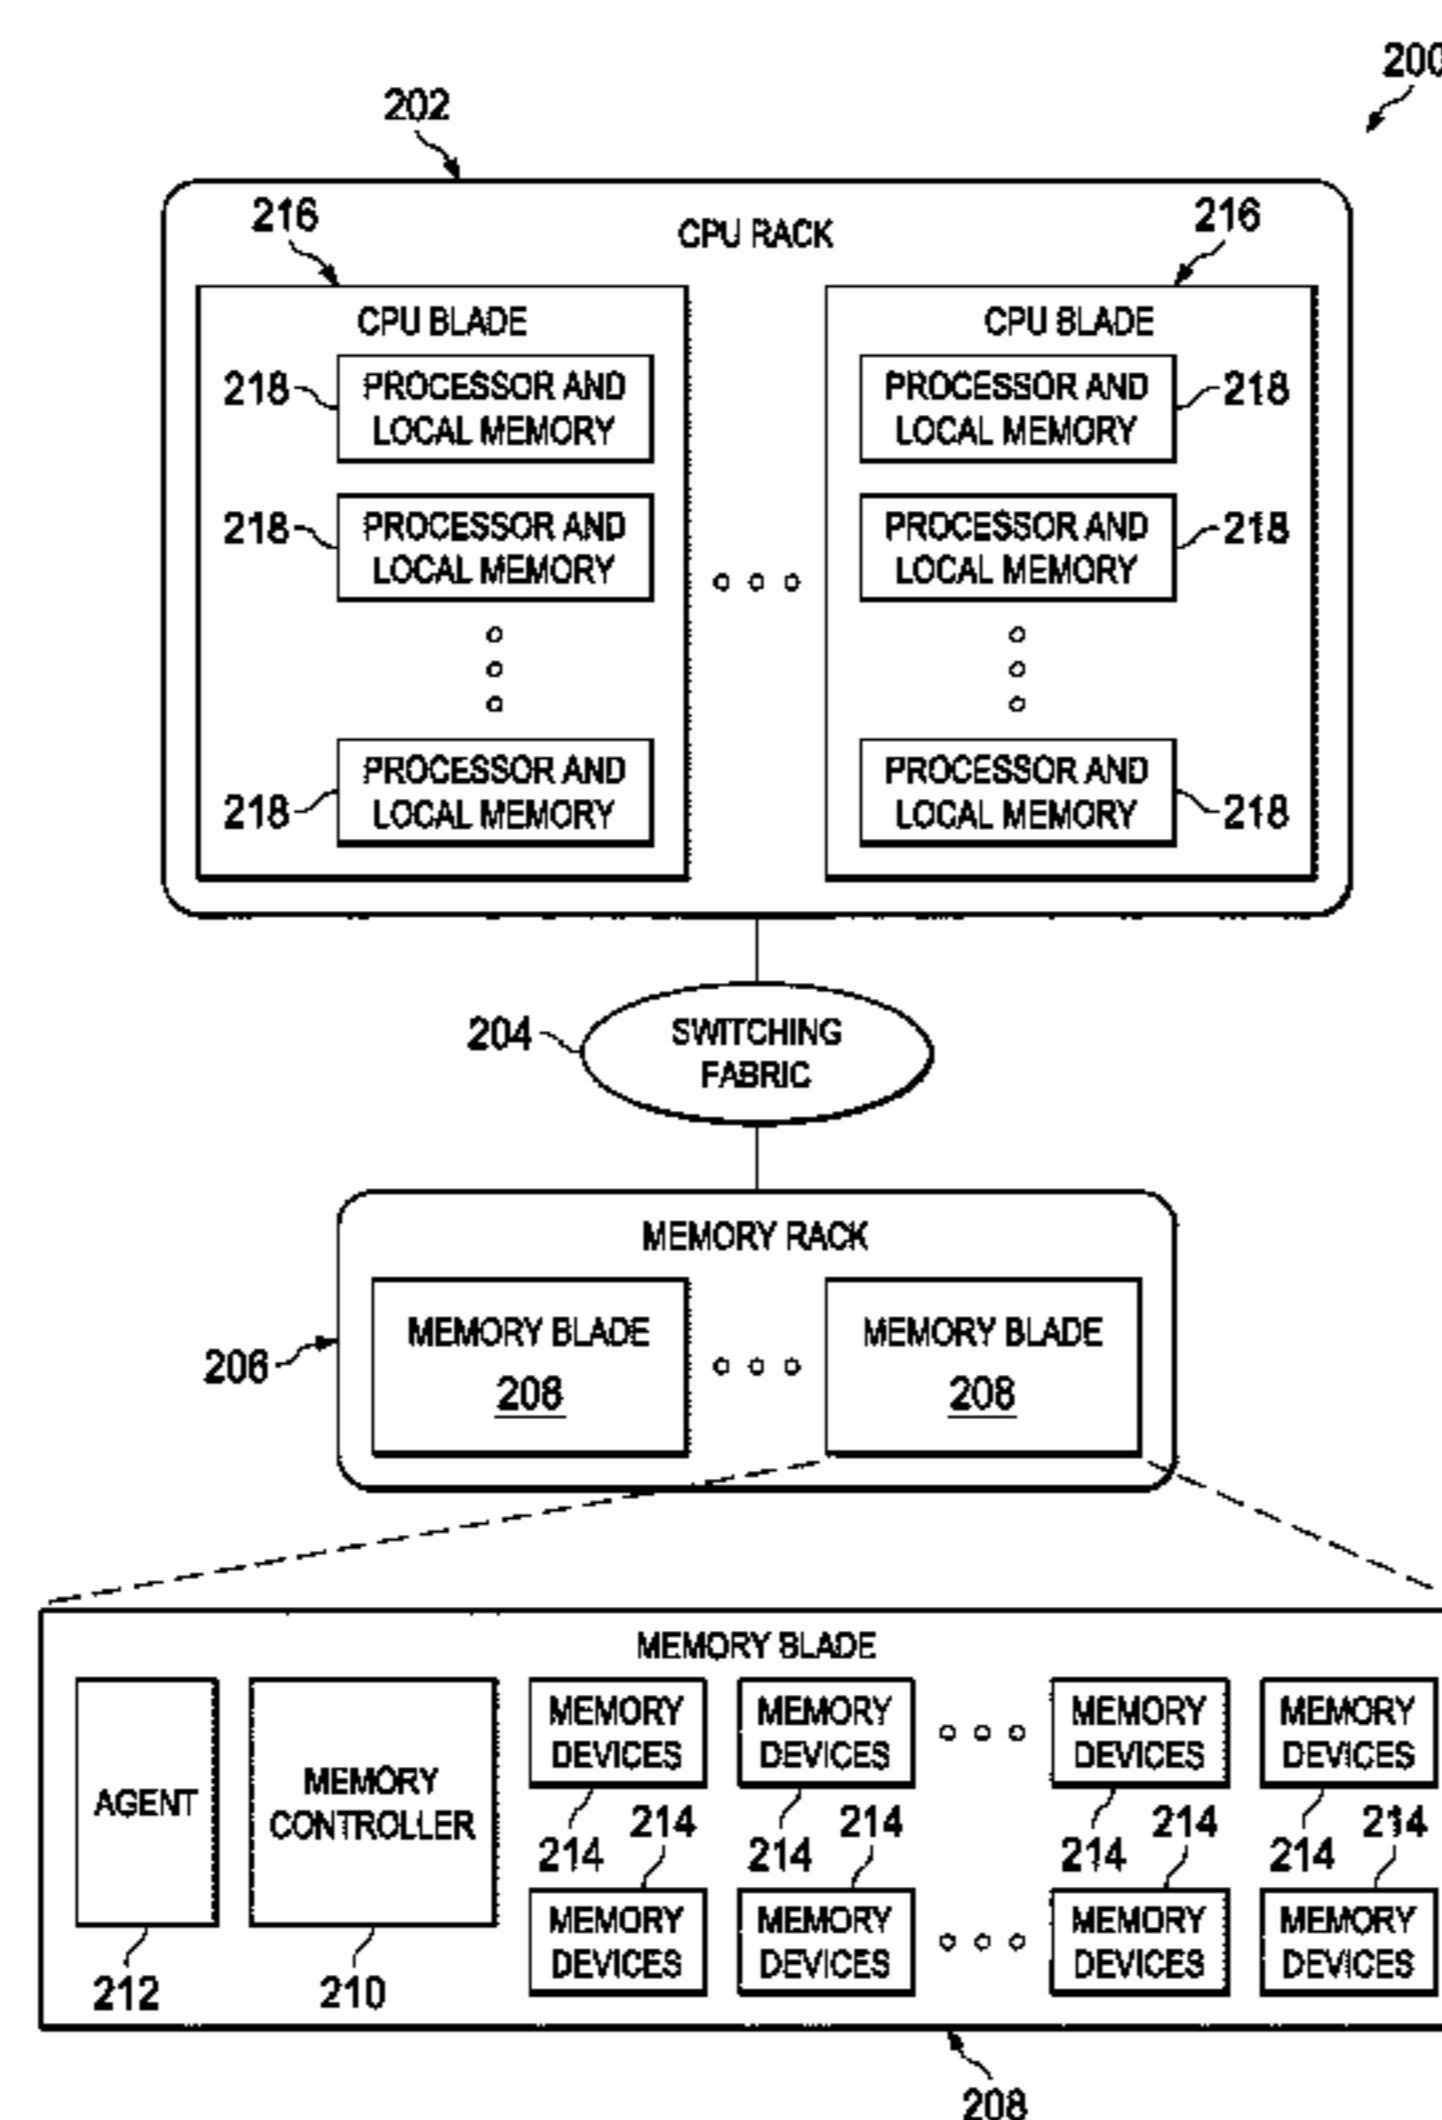 200
202
CPU RACK
216 216
CPU BLADE CPU BLADE
218 PROCESSOR AND LOCAL MEMORY PROCESSOR AND LOCAL MEMORY 218
218 PROCESSOR AND LOCAL MEMORY PROCESSOR AND LOCAL MEMORY 218
218 PROCESSOR AND LOCAL MEMORY PROCESSOR AND LOCAL MEMORY 218
204 SWITCHING
FABRIC
MEMORY RACK
206
MEMORY BLADE MEMORY BLADE
208 208
MEMORY BLADE
AGENT
212
MEMORY
CONTROLLER
210
MEMORY MEMORY MEMORY MEMORY
DEVICES DEVICES DEVICES DEVICES
214 214 214 214
214 214 214 214
MEMORY MEMORY MEMORY MEMORY
DEVICES DEVICES DEVICES DEVICES
208